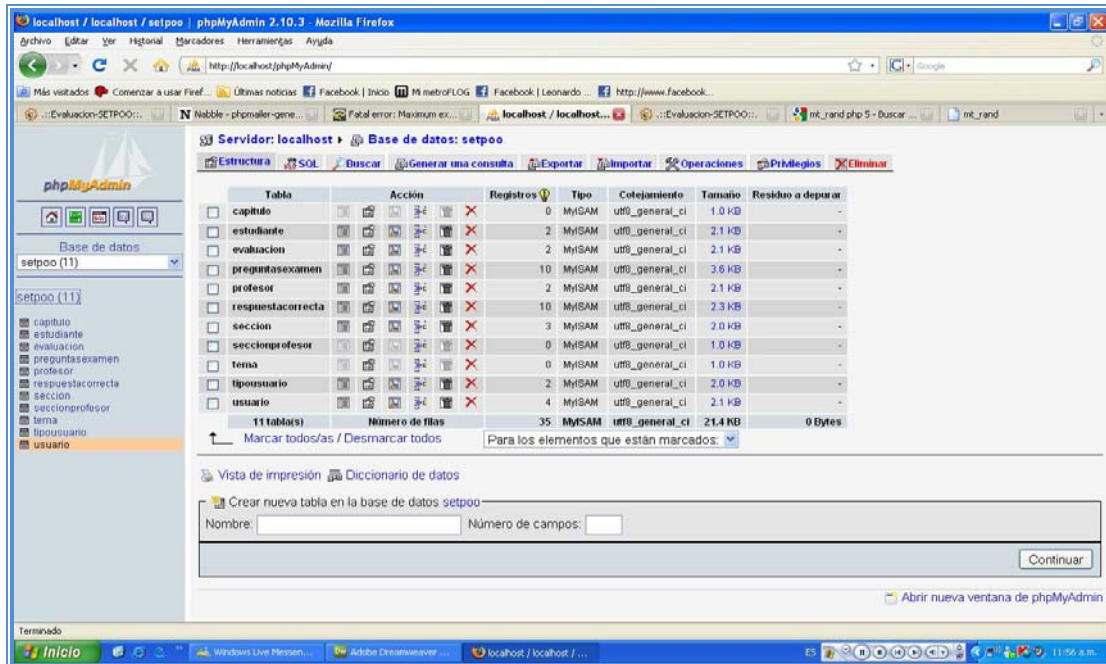 localhost / localhost / setpoo | phpMyAdmin 2.10.3 - Mozilla Firefox
Archivo Editar Ver Historial Marcadores Herramientas Ayuda
http://localhost/phpMyAdmin/
Google
Más visitados Comenzar a usar Firef... Últimas noticias Facebook | Inicio Mi metroFLOG Facebook | Leonardo ... http://www.facebook...
.::Evaluacion-SETPOO::. Nabble - phpmailer-gene... Fatal error: Maximum ex... localhost / localhost... .::Evaluacion-SETPOO::. mt_rand php 5 - Buscar ... mt_rand
phpMyAdmin
Base de datos
setpoo (11)
setpoo (11)
capitulo
estudiante
evaluacion
preguntasexamen
profesor
respuestacorrecta
seccion
seccionprofesor
tema
tipousuario
usuario
Servidor: localhost Base de datos: setpoo
Estructura SQL Buscar Generar una consulta Exportar Importar Operaciones Privilegios Eliminar
Tabla Acción Registros Tipo Cotejamiento Tamaño Residuo a depurar
capitulo 0 MyISAM utf8_general_ci 1.0 KB -
estudiante 2 MyISAM utf8_general_ci 2.1 KB -
evaluacion 2 MyISAM utf8_general_ci 2.1 KB -
preguntasexamen 10 MyISAM utf8_general_ci 3.6 KB -
profesor 2 MyISAM utf8_general_ci 2.1 KB -
respuestacorrecta 10 MyISAM utf8_general_ci 2.3 KB -
seccion 3 MyISAM utf8_general_ci 2.0 KB -
seccionprofesor 0 MyISAM utf8_general_ci 1.0 KB -
tema 0 MyISAM utf8_general_ci 1.0 KB -
tipousuario 2 MyISAM utf8_general_ci 2.0 KB -
usuario 4 MyISAM utf8_general_ci 2.1 KB -
11 tabla(s) Número de filas 35 MyISAM utf8_general_ci 21.4 KB 0 Bytes
Marcar todos/as / Desmarcar todos Para los elementos que están marcados:
Vista de impresión Diccionario de datos
Crear nueva tabla en la base de datos setpoo
Nombre: Número de campos:
Continuar
Abrir nueva ventana de phpMyAdmin
Terminado
Inicio Windows Live Messen... Adobe Dreamweaver ... localhost / localhost / ... ES 11:56 a.m.